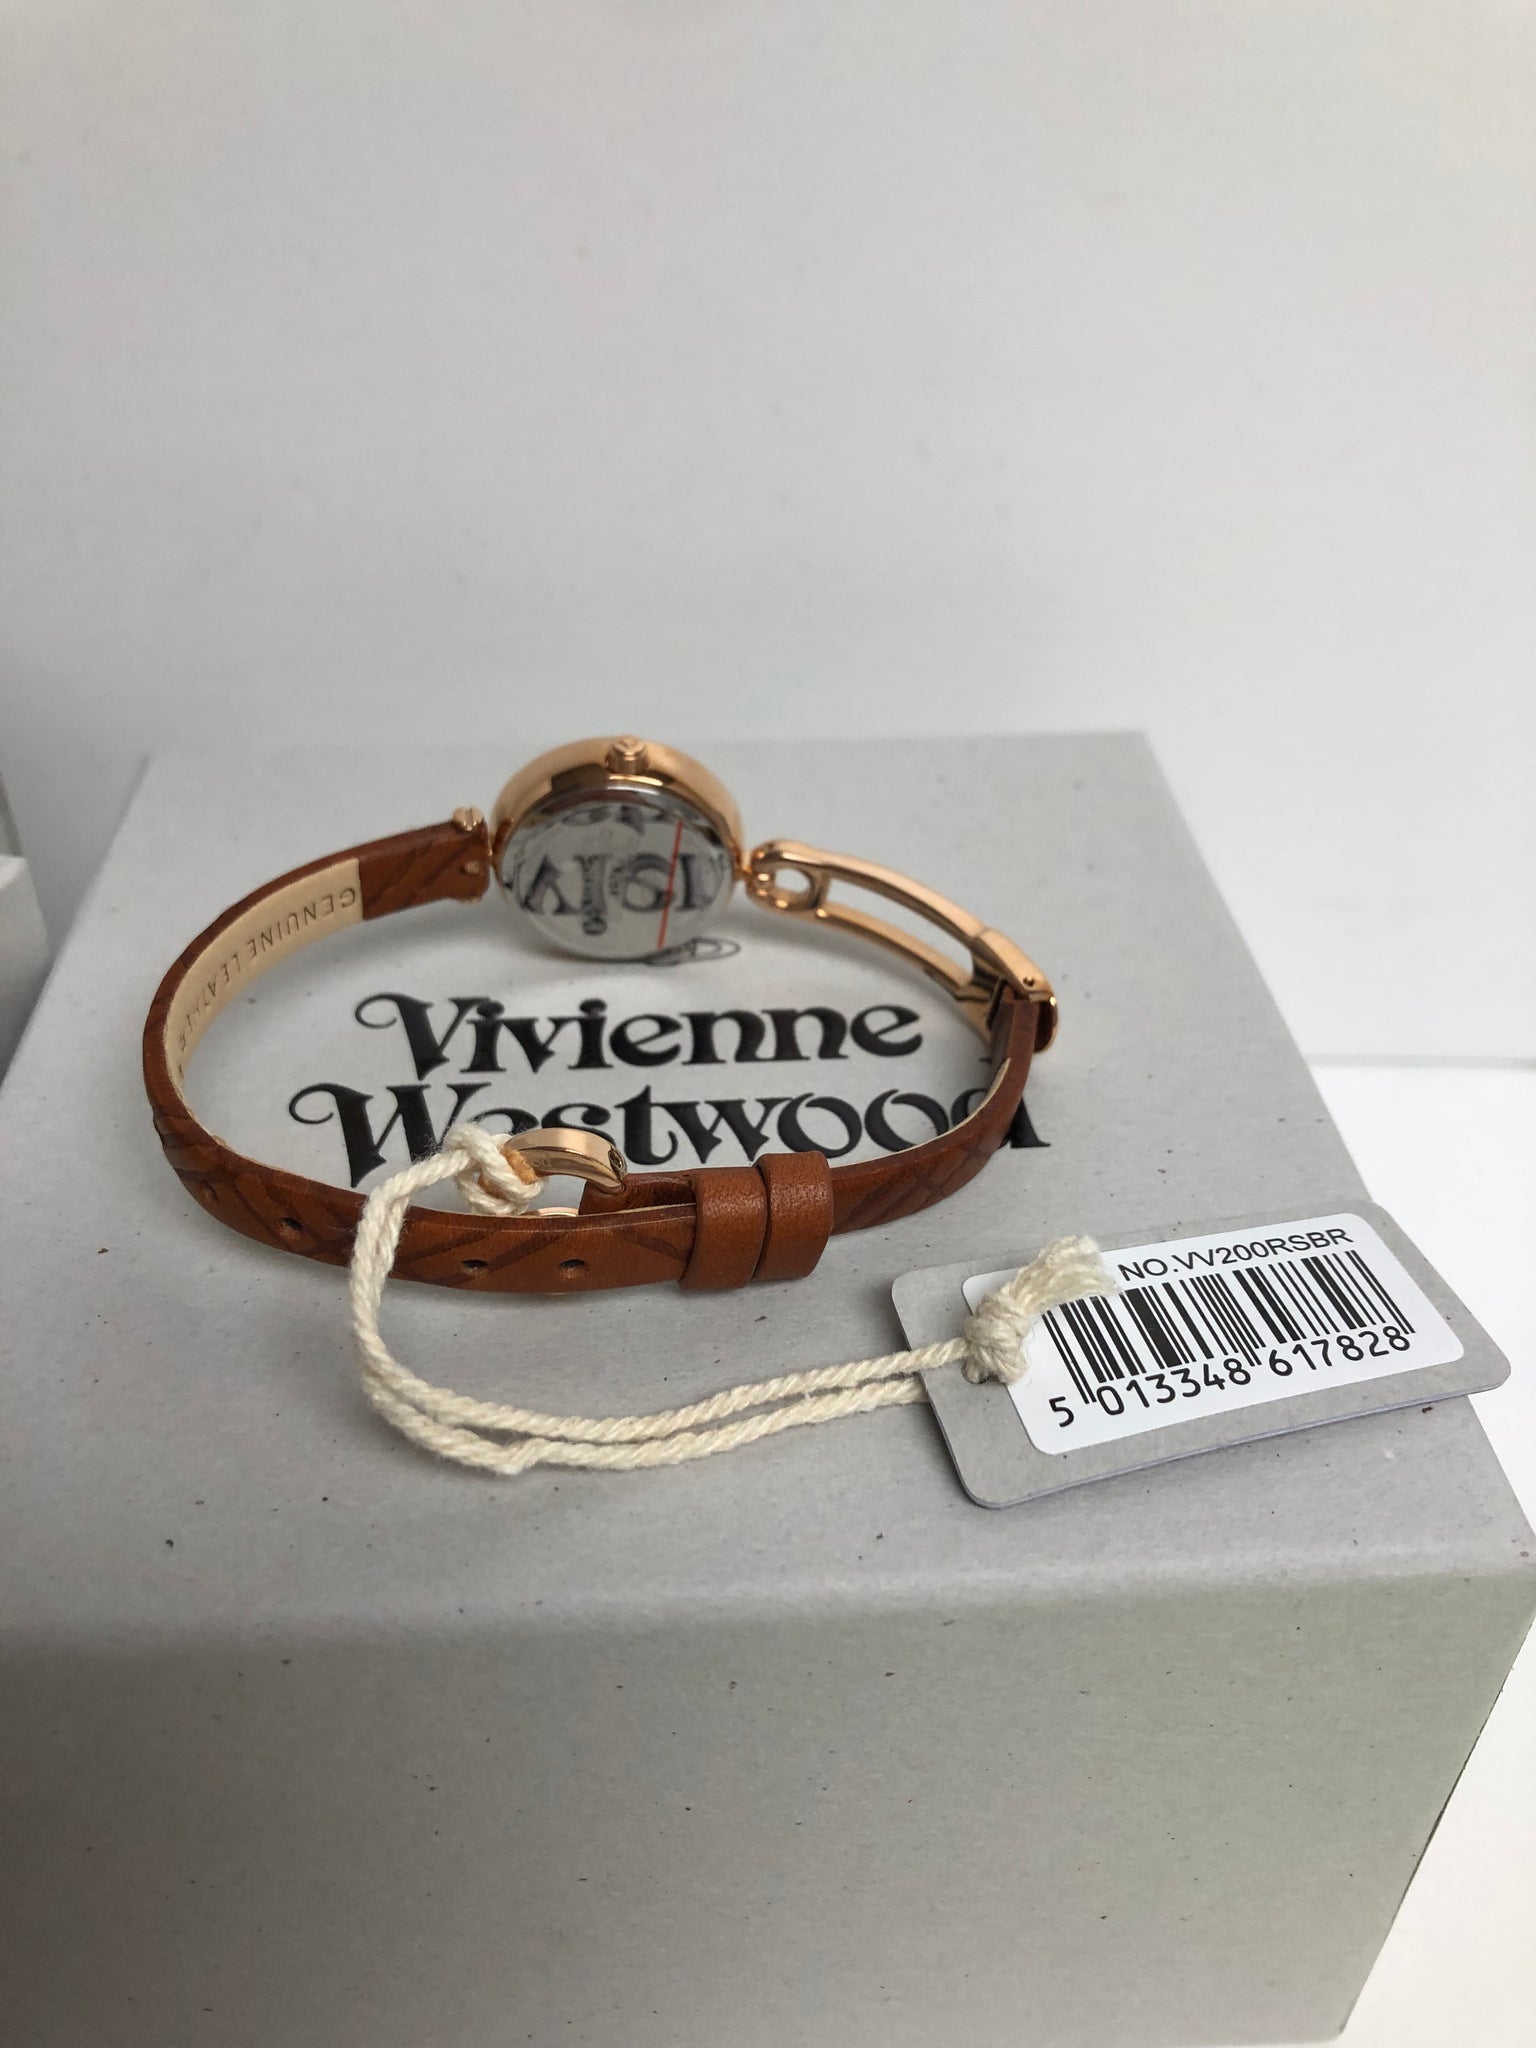 GENUINE LEATHER
Vivienne
Westwood
NO.VV200RSBR
5 013348 617828